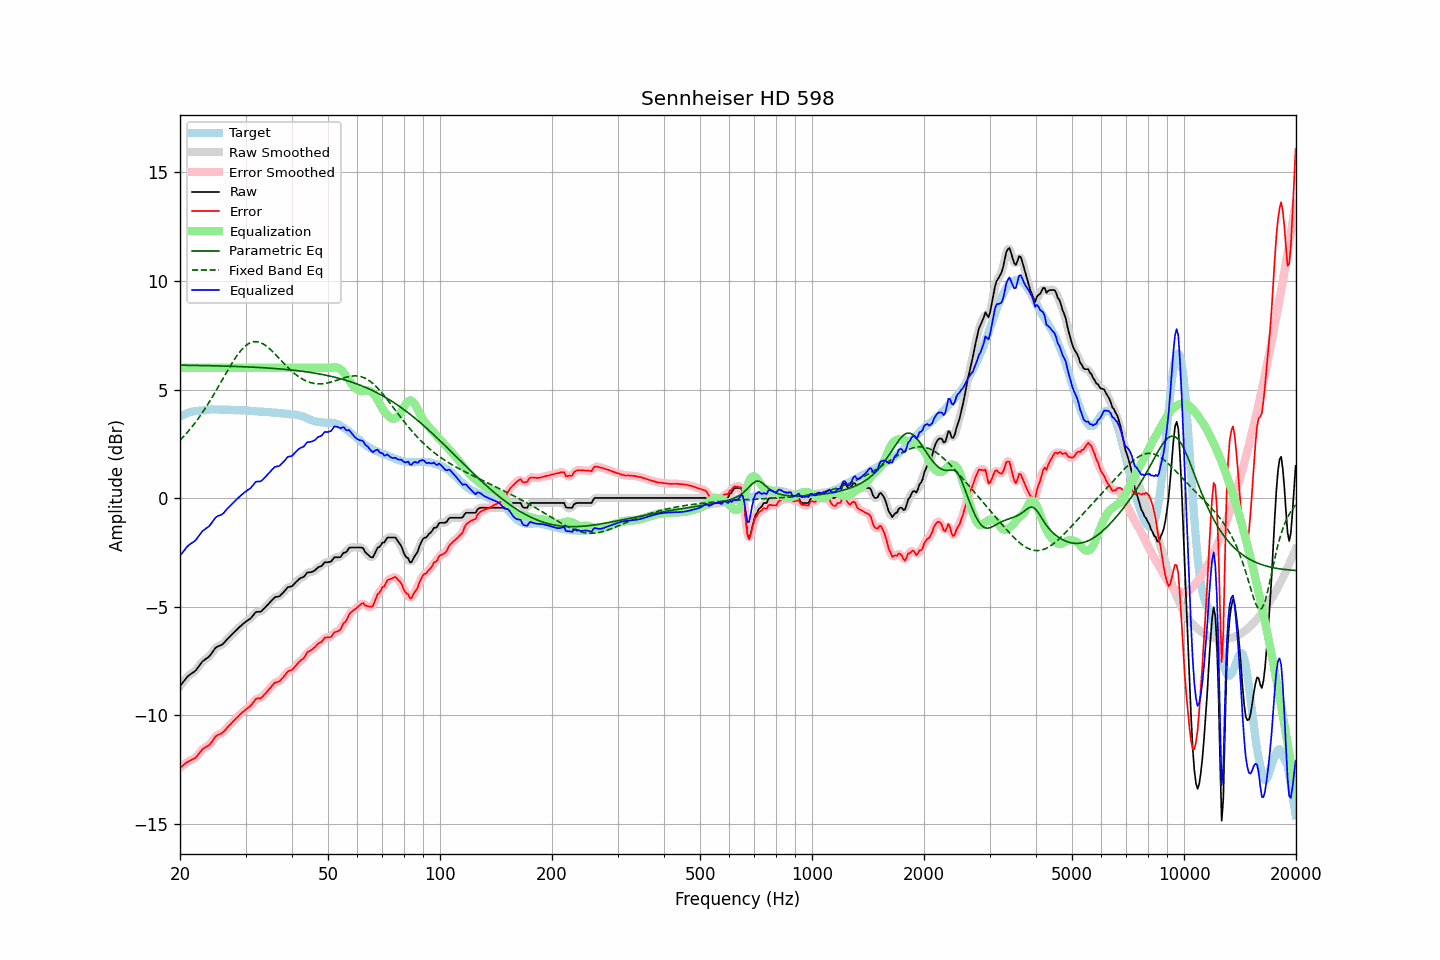 Sennheiser HD 598
Target
Raw Smoothed
Error Smoothed
Raw
Error
Equalization
Parametric Eq
Fixed Band Eq
Equalized
Amplitude (dBr)
15
10
5
0
−5
−10
−15
20 50 100 200 500 1000 2000 5000 10000 20000
Frequency (Hz)